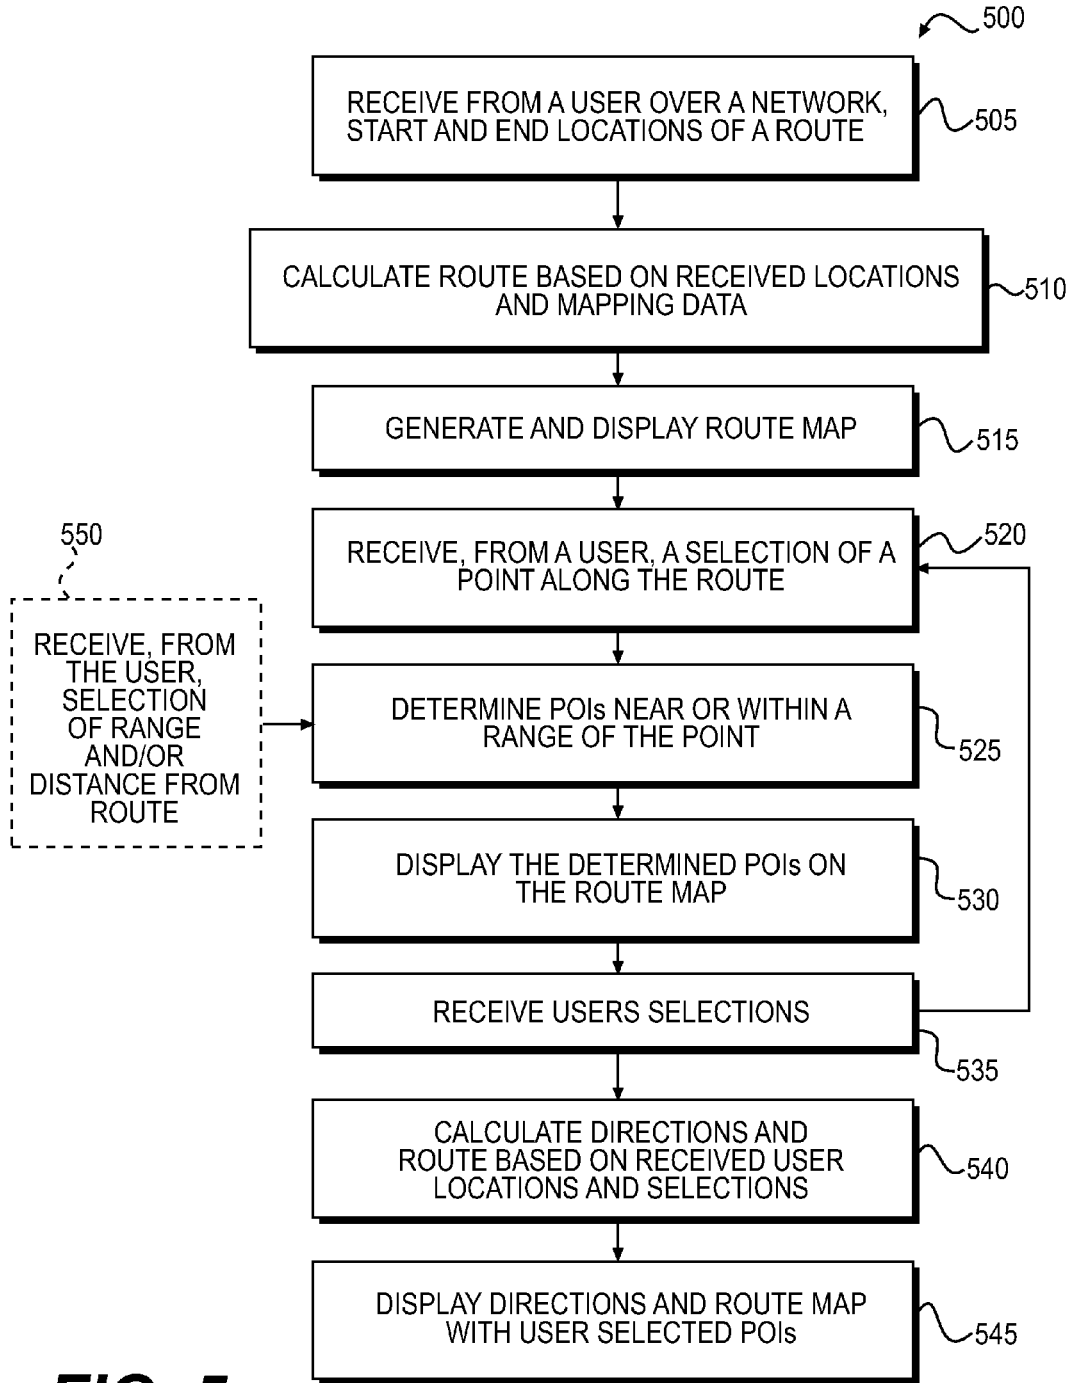 500
RECEIVE FROM A USER OVER A NETWORK,
START AND END LOCATIONS OF A ROUTE
505
CALCULATE ROUTE BASED ON RECEIVED LOCATIONS
AND MAPPING DATA
510
GENERATE AND DISPLAY ROUTE MAP
515
550
RECEIVE, FROM A USER, A SELECTION OF A
POINT ALONG THE ROUTE
520
RECEIVE, FROM
THE USER,
SELECTION
OF RANGE
AND/OR
DISTANCE FROM
ROUTE
DETERMINE POIs NEAR OR WITHIN A
RANGE OF THE POINT
525
DISPLAY THE DETERMINED POIs ON
THE ROUTE MAP
530
RECEIVE USERS SELECTIONS
535
CALCULATE DIRECTIONS AND
ROUTE BASED ON RECEIVED USER
LOCATIONS AND SELECTIONS
540
DISPLAY DIRECTIONS AND ROUTE MAP
WITH USER SELECTED POIs
545